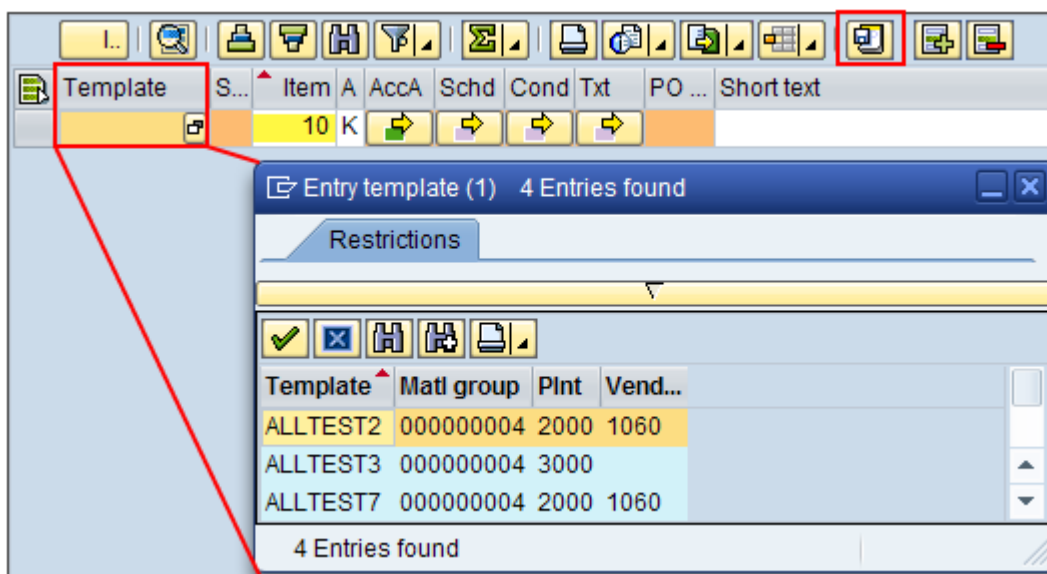 I..
Template S... Item A AccA Schd Cond Txt PO ... Short text
10 K
Entry template (1) 4 Entries found
Restrictions
Template Matl group Plnt Vend...
ALLTEST2 000000004 2000 1060
ALLTEST3 000000004 3000
ALLTEST7 000000004 2000 1060
4 Entries found